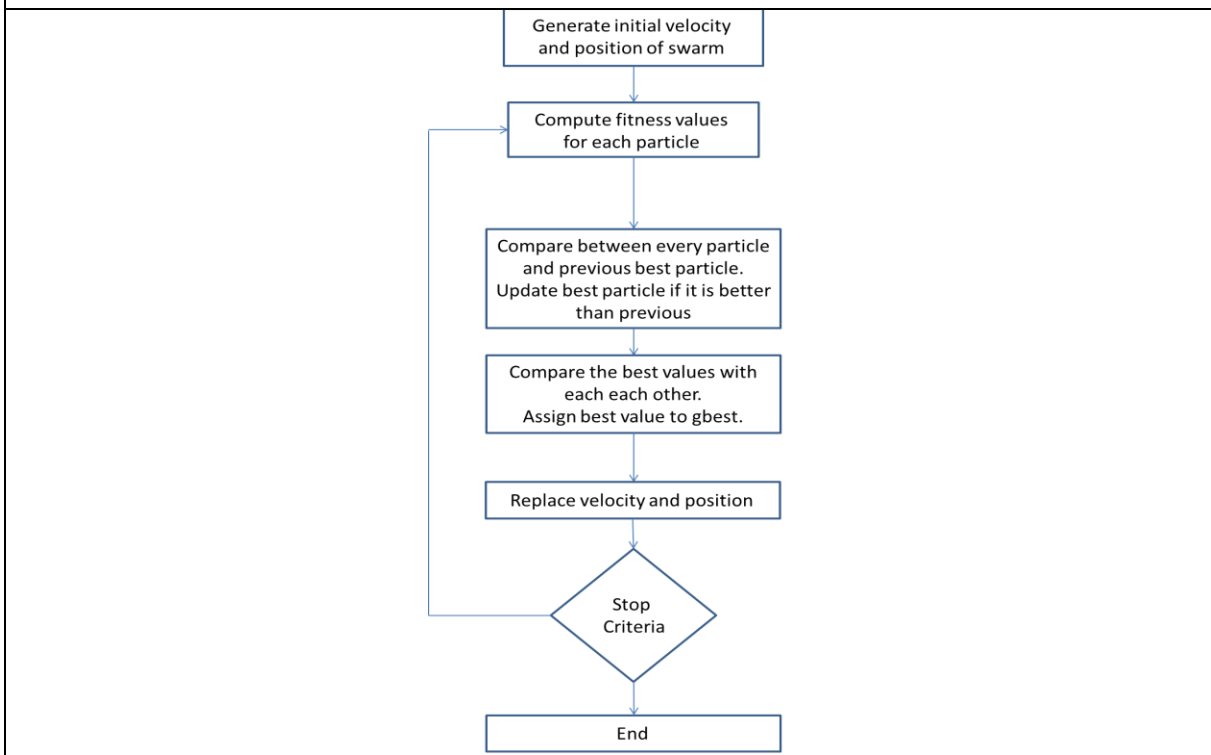 Generate initial velocity
and position of swarm
Compute fitness values
for each particle
Compare between every particle
and previous best particle.
Update best particle if it is better
than previous
Compare the best values with
each each other.
Assign best value to gbest.
Replace velocity and position
Stop
Criteria
End